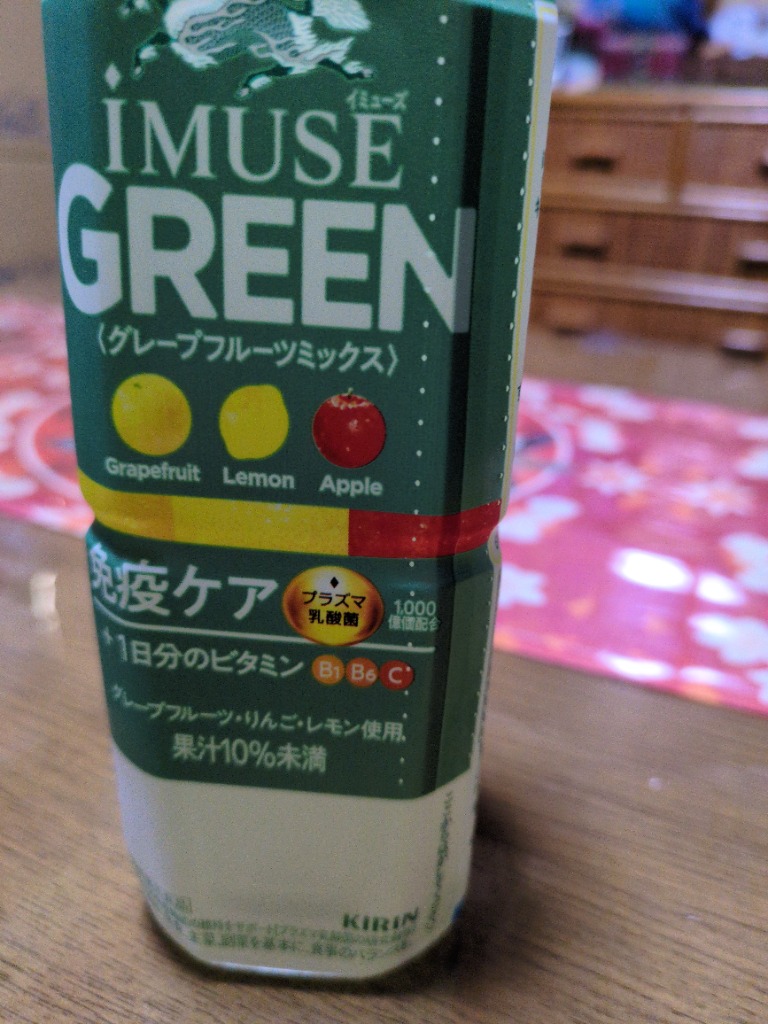 イミューズ
iMUSE
GREEN
〈グレープフルーツミックス〉
Grapefruit Lemon Apple
免疫ケア
プラズマ
乳酸菌
1,000
億個配合
+1日分のビタミン B1 B6 C
グレープフルーツ・りんご・レモン使用
果汁10%未満
KIRIN